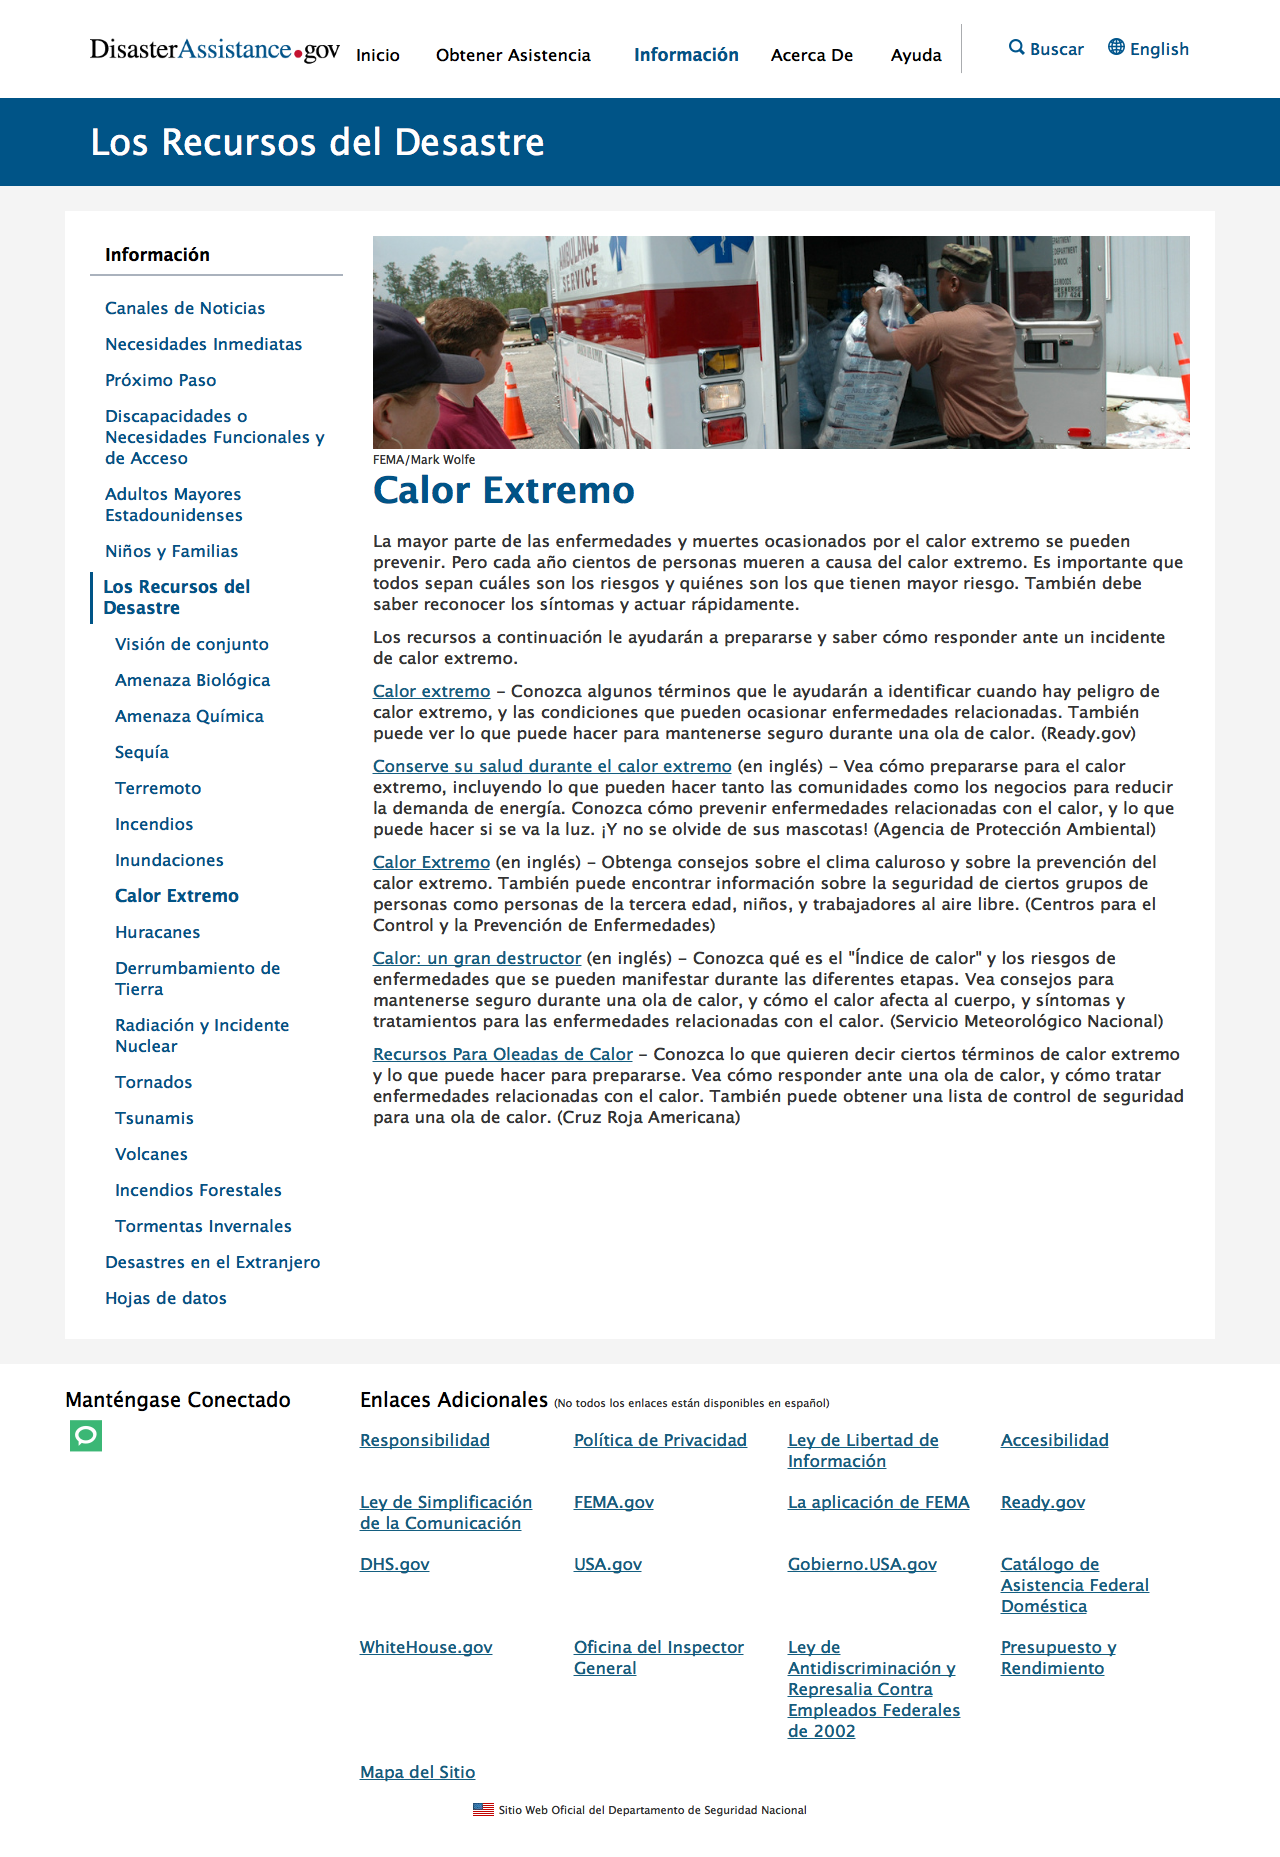 DisasterAssistance.gov
Inicio
Obtener Asistencia
Información
Acerca De
Ayuda
Buscar
English
Los Recursos del Desastre
Información
Canales de Noticias
Necesidades Inmediatas
Próximo Paso
Discapacidades o
Necesidades Funcionales y
de Acceso
Adultos Mayores
Estadounidenses
Niños y Familias
Los Recursos del
Desastre
Visión de conjunto
Amenaza Biológica
Amenaza Química
Sequía
Terremoto
Incendios
Inundaciones
Calor Extremo
Huracanes
Derrumbamiento de
Tierra
Radiación y Incidente
Nuclear
Tornados
Tsunamis
Volcanes
Incendios Forestales
Tormentas Invernales
Desastres en el Extranjero
Hojas de datos
AMBULANCE
SERVICE
FEMA/Mark Wolfe
Calor Extremo
La mayor parte de las enfermedades y muertes ocasionados por el calor extremo se pueden
prevenir. Pero cada año cientos de personas mueren a causa del calor extremo. Es importante que
todos sepan cuáles son los riesgos y quiénes son los que tienen mayor riesgo. También debe
saber reconocer los síntomas y actuar rápidamente.
Los recursos a continuación le ayudarán a prepararse y saber cómo responder ante un incidente
de calor extremo.
Calor extremo – Conozca algunos términos que le ayudarán a identificar cuando hay peligro de
calor extremo, y las condiciones que pueden ocasionar enfermedades relacionadas. También
puede ver lo que puede hacer para mantenerse seguro durante una ola de calor. (Ready.gov)
Conserve su salud durante el calor extremo (en inglés) – Vea cómo prepararse para el calor
extremo, incluyendo lo que pueden hacer tanto las comunidades como los negocios para reducir
la demanda de energía. Conozca cómo prevenir enfermedades relacionadas con el calor, y lo que
puede hacer si se va la luz. ¡Y no se olvide de sus mascotas! (Agencia de Protección Ambiental)
Calor Extremo (en inglés) – Obtenga consejos sobre el clima caluroso y sobre la prevención del
calor extremo. También puede encontrar información sobre la seguridad de ciertos grupos de
personas como personas de la tercera edad, niños, y trabajadores al aire libre. (Centros para el
Control y la Prevención de Enfermedades)
Calor: un gran destructor (en inglés) – Conozca qué es el "Índice de calor" y los riesgos de
enfermedades que se pueden manifestar durante las diferentes etapas. Vea consejos para
mantenerse seguro durante una ola de calor, y cómo el calor afecta al cuerpo, y síntomas y
tratamientos para las enfermedades relacionadas con el calor. (Servicio Meteorológico Nacional)
Recursos Para Oleadas de Calor – Conozca lo que quieren decir ciertos términos de calor extremo
y lo que puede hacer para prepararse. Vea cómo responder ante una ola de calor, y cómo tratar
enfermedades relacionadas con el calor. También puede obtener una lista de control de seguridad
para una ola de calor. (Cruz Roja Americana)
Manténgase Conectado
Enlaces Adicionales (No todos los enlaces están disponibles en español)
Responsibilidad
Política de Privacidad
Ley de Libertad de
Información
Accesibilidad
Ley de Simplificación
de la Comunicación
FEMA.gov
La aplicación de FEMA
Ready.gov
DHS.gov
USA.gov
Gobierno.USA.gov
Catálogo de
Asistencia Federal
Doméstica
WhiteHouse.gov
Oficina del Inspector
General
Ley de
Antidiscriminación y
Represalia Contra
Empleados Federales
de 2002
Presupuesto y
Rendimiento
Mapa del Sitio
Sitio Web Oficial del Departamento de Seguridad Nacional